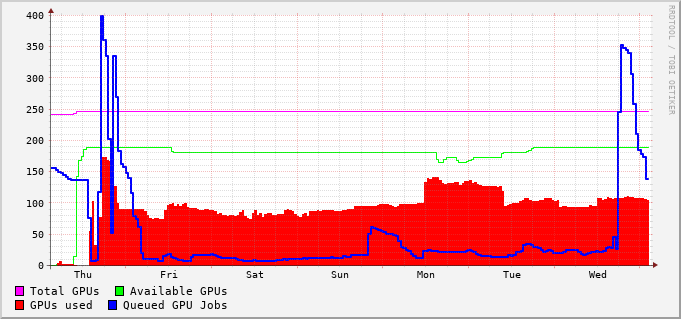 400
350
300
250
200
150
100
50
0
Thu Fri Sat Sun Mon Tue Wed
RRDTOOL / TOBI OETIKER
Total GPUs Available GPUs
GPUs used Queued GPU Jobs